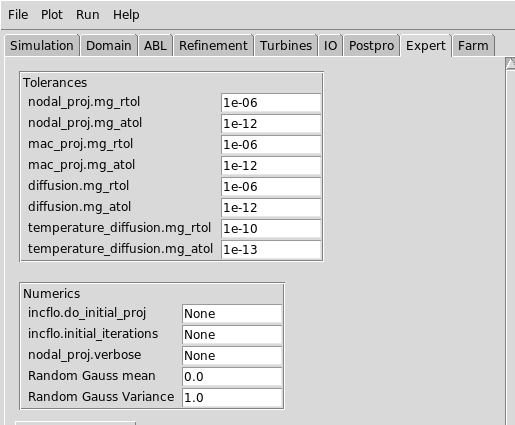 File Plot Run Help
Simulation Domain ABL Refinement Turbines IO Postpro Expert Farm
Tolerances
nodal_proj.mg_rtol 1e-06
nodal_proj.mg_atol 1e-12
mac_proj.mg_rtol 1e-06
mac_proj.mg_atol 1e-12
diffusion.mg_rtol 1e-06
diffusion.mg_atol 1e-12
temperature_diffusion.mg_rtol 1e-10
temperature_diffusion.mg_atol 1e-13
Numerics
incflo.do_initial_proj None
incflo.initial_iterations None
nodal_proj.verbose None
Random Gauss mean 0.0
Random Gauss Variance 1.0